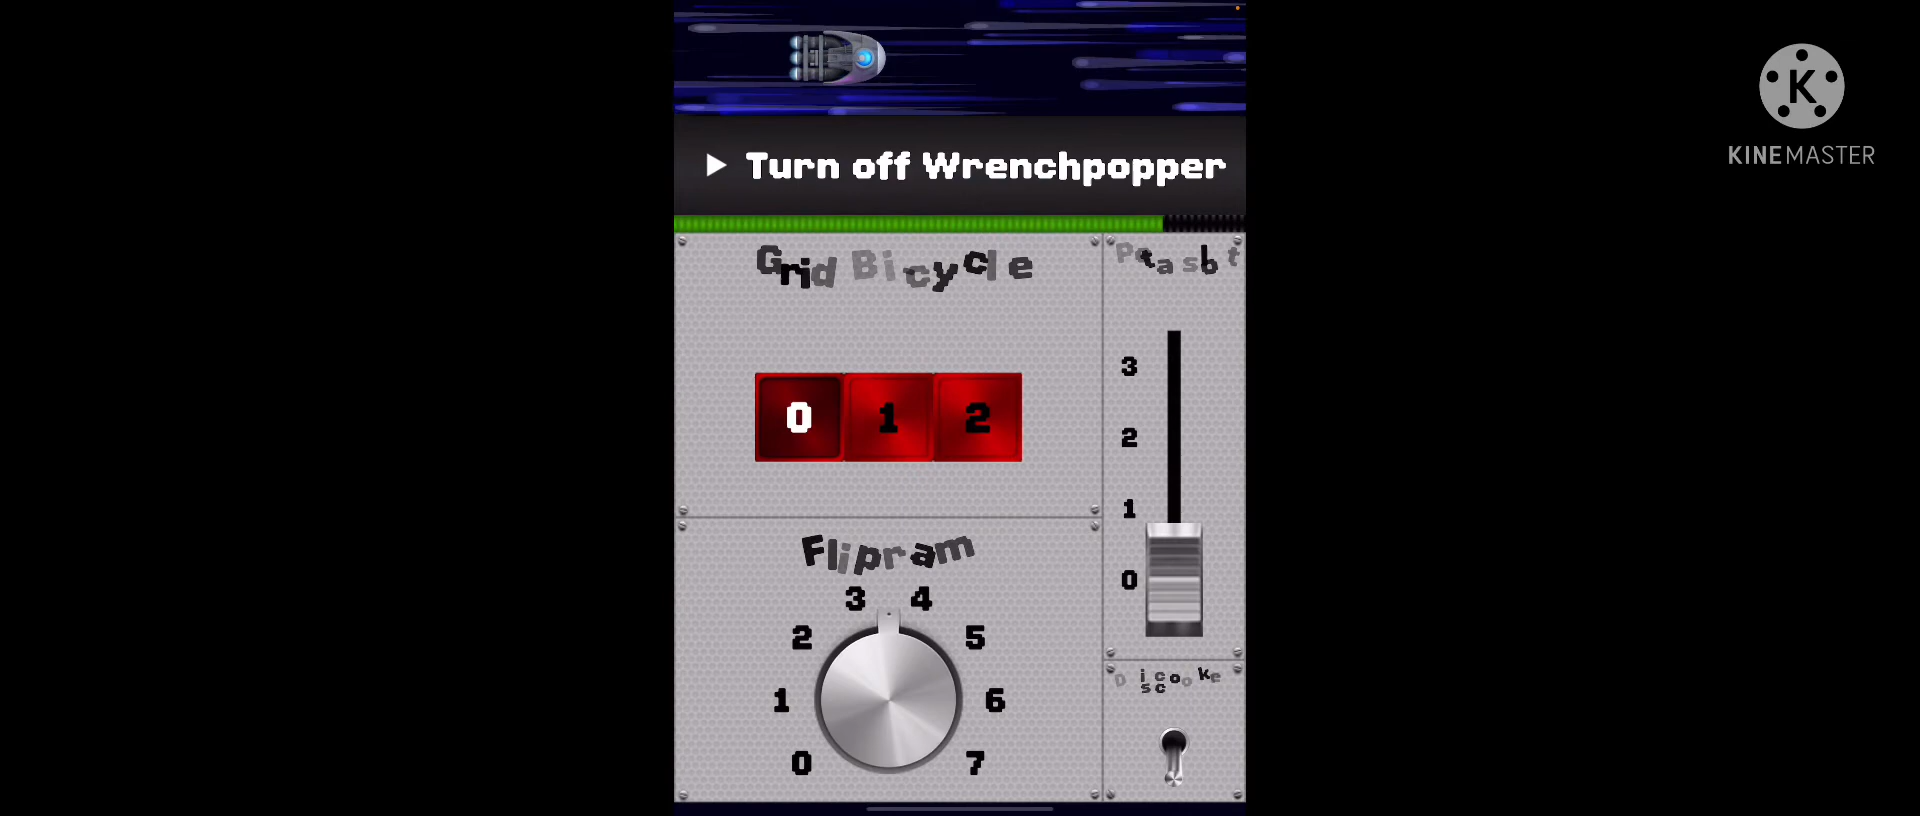 Turn off Wrenchpopper
Grid Bicycle
3
2
1
0
0 1 2
Flipram
3 4
2 5
1 6
0 7
K
KINEMASTER